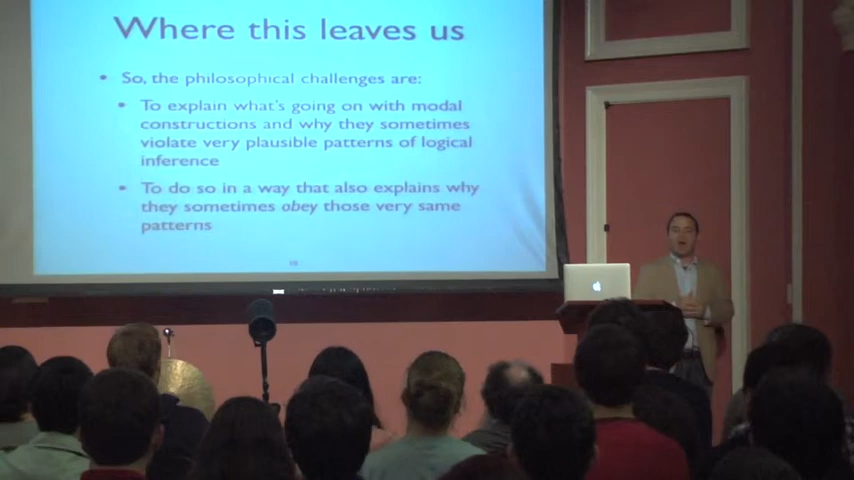 Where this leaves us
• So, the philosophical challenges are:
• To explain what's going on with modal
constructions and why they sometimes
violate very plausible patterns of logical
inference
• To do so in a way that also explains why
they sometimes obey those very same
patterns